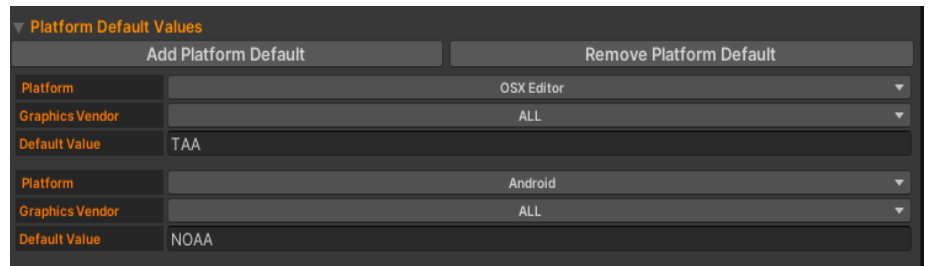 Platform Default Values
Add Platform Default Remove Platform Default
Platform OSX Editor
Graphics Vendor ALL
Default Value TAA
Platform Android
Graphics Vendor ALL
Default Value NOAA